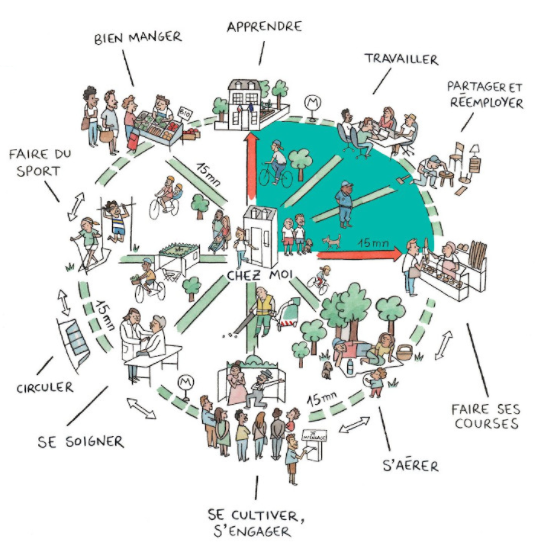 APPRENDRE
BIEN MANGER
TRAVAILLER
PARTAGER ET
RÉEMPLOYER
BIO
M
FAIRE DU
SPORT
15mn
15mn
CHEZ MOI
15mn
CIRCULER
M
15mn
FAIRE SES
COURSES
SE SOIGNER
S'AÉRER
SE CULTIVER,
S'ENGAGER